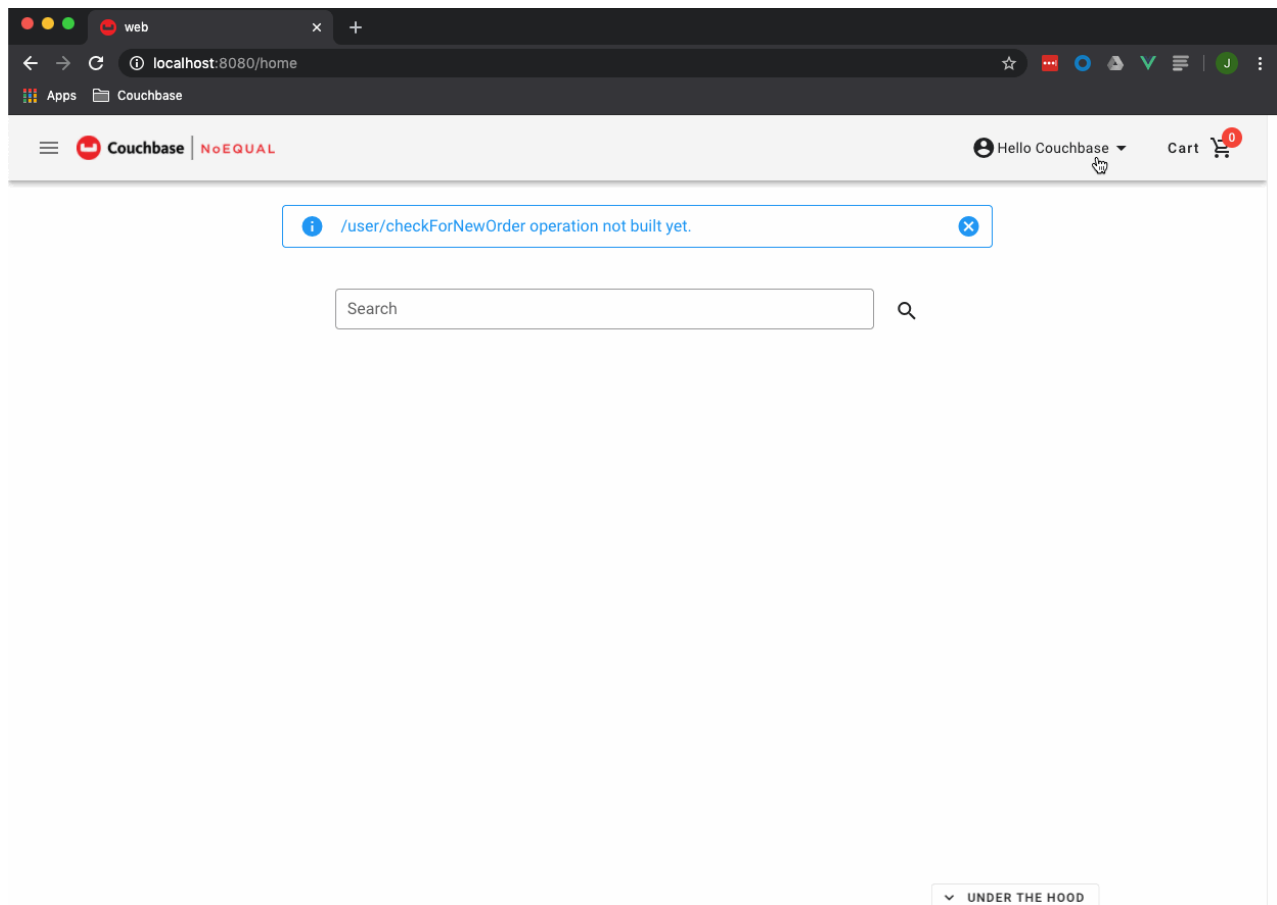 web
localhost:8080/home
J
Apps Couchbase
Couchbase NoEQUAL Hello Couchbase Cart 0
/user/checkForNewOrder operation not built yet.
Search
UNDER THE HOOD